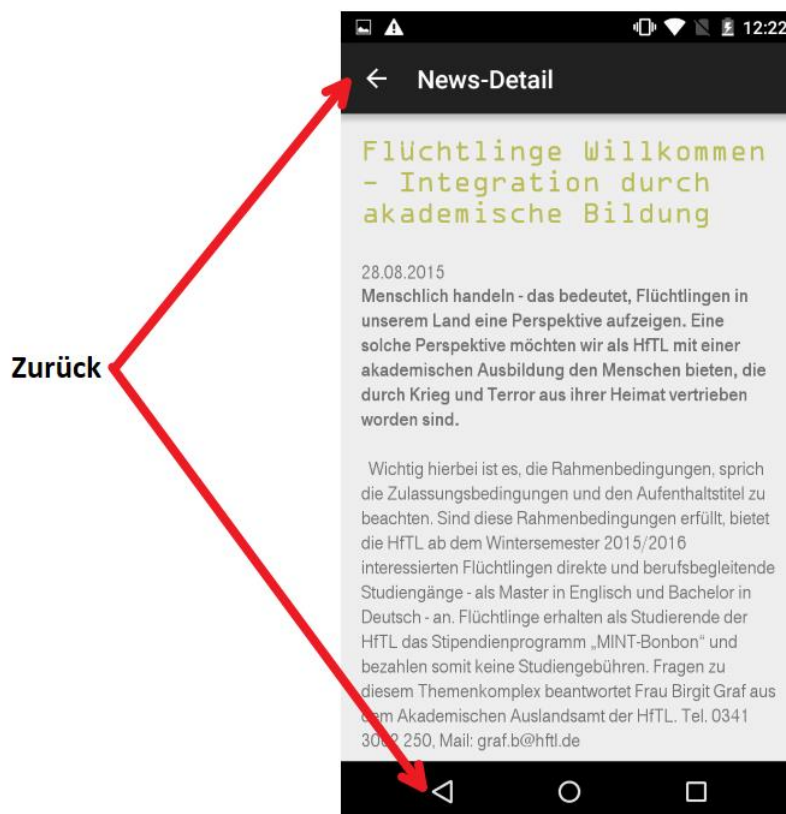 12:22
News-Detail
Flüchtlinge Willkommen
- Integration durch
akademische Bildung
28.08.2015
Menschlich handeln - das bedeutet, Flüchtlingen in
unserem Land eine Perspektive aufzeigen. Eine
solche Perspektive möchten wir als HfTL mit einer
akademischen Ausbildung den Menschen bieten, die
durch Krieg und Terror aus ihrer Heimat vertrieben
worden sind.
Zurück
Wichtig hierbei ist es, die Rahmenbedingungen, sprich
die Zulassungsbedingungen und den Aufenthaltstitel zu
beachten. Sind diese Rahmenbedingungen erfüllt, bietet
die HfTL ab dem Wintersemester 2015/2016
interessierten Flüchtlingen direkte und berufsbegleitende
Studiengänge - als Master in Englisch und Bachelor in
Deutsch - an. Flüchtlinge erhalten als Studierende der
HfTL das Stipendienprogramm „MINT-Bonbon“ und
bezahlen somit keine Studiengebühren. Fragen zu
diesem Themenkomplex beantwortet Frau Birgit Graf aus
dem Akademischen Auslandsamt der HfTL. Tel. 0341
3062 250, Mail: graf.b@hftl.de